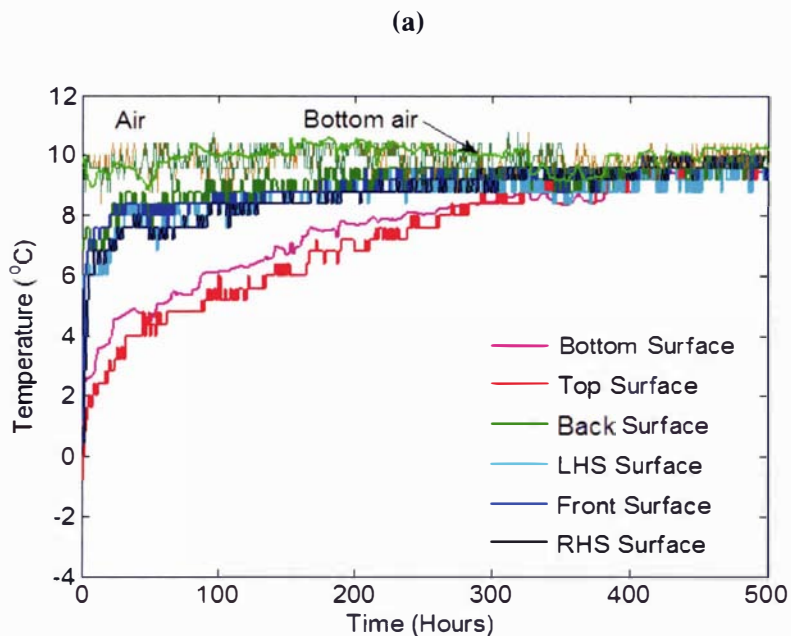 (a)
12
10
8
6
4
2
0
-2
-4
Temperature (°C)
Air
Bottom air
Bottom Surface
Top Surface
Back Surface
LHS Surface
Front Surface
RHS Surface
0 100 200 300 400 500
Time (Hours)